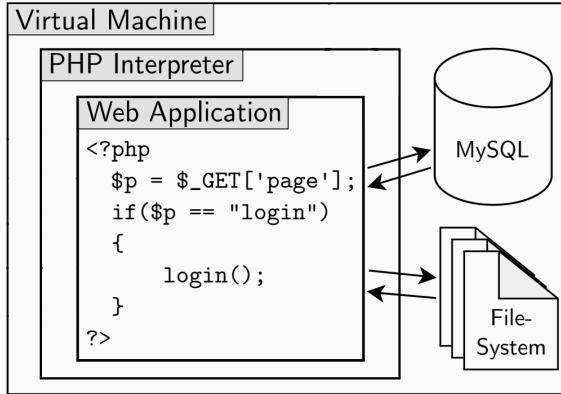 Virtual Machine
PHP Interpreter
Web Application
<?php
$p = $_GET['page'];
if($p == "login")
{
login();
}
?>
MySQL
File-
System